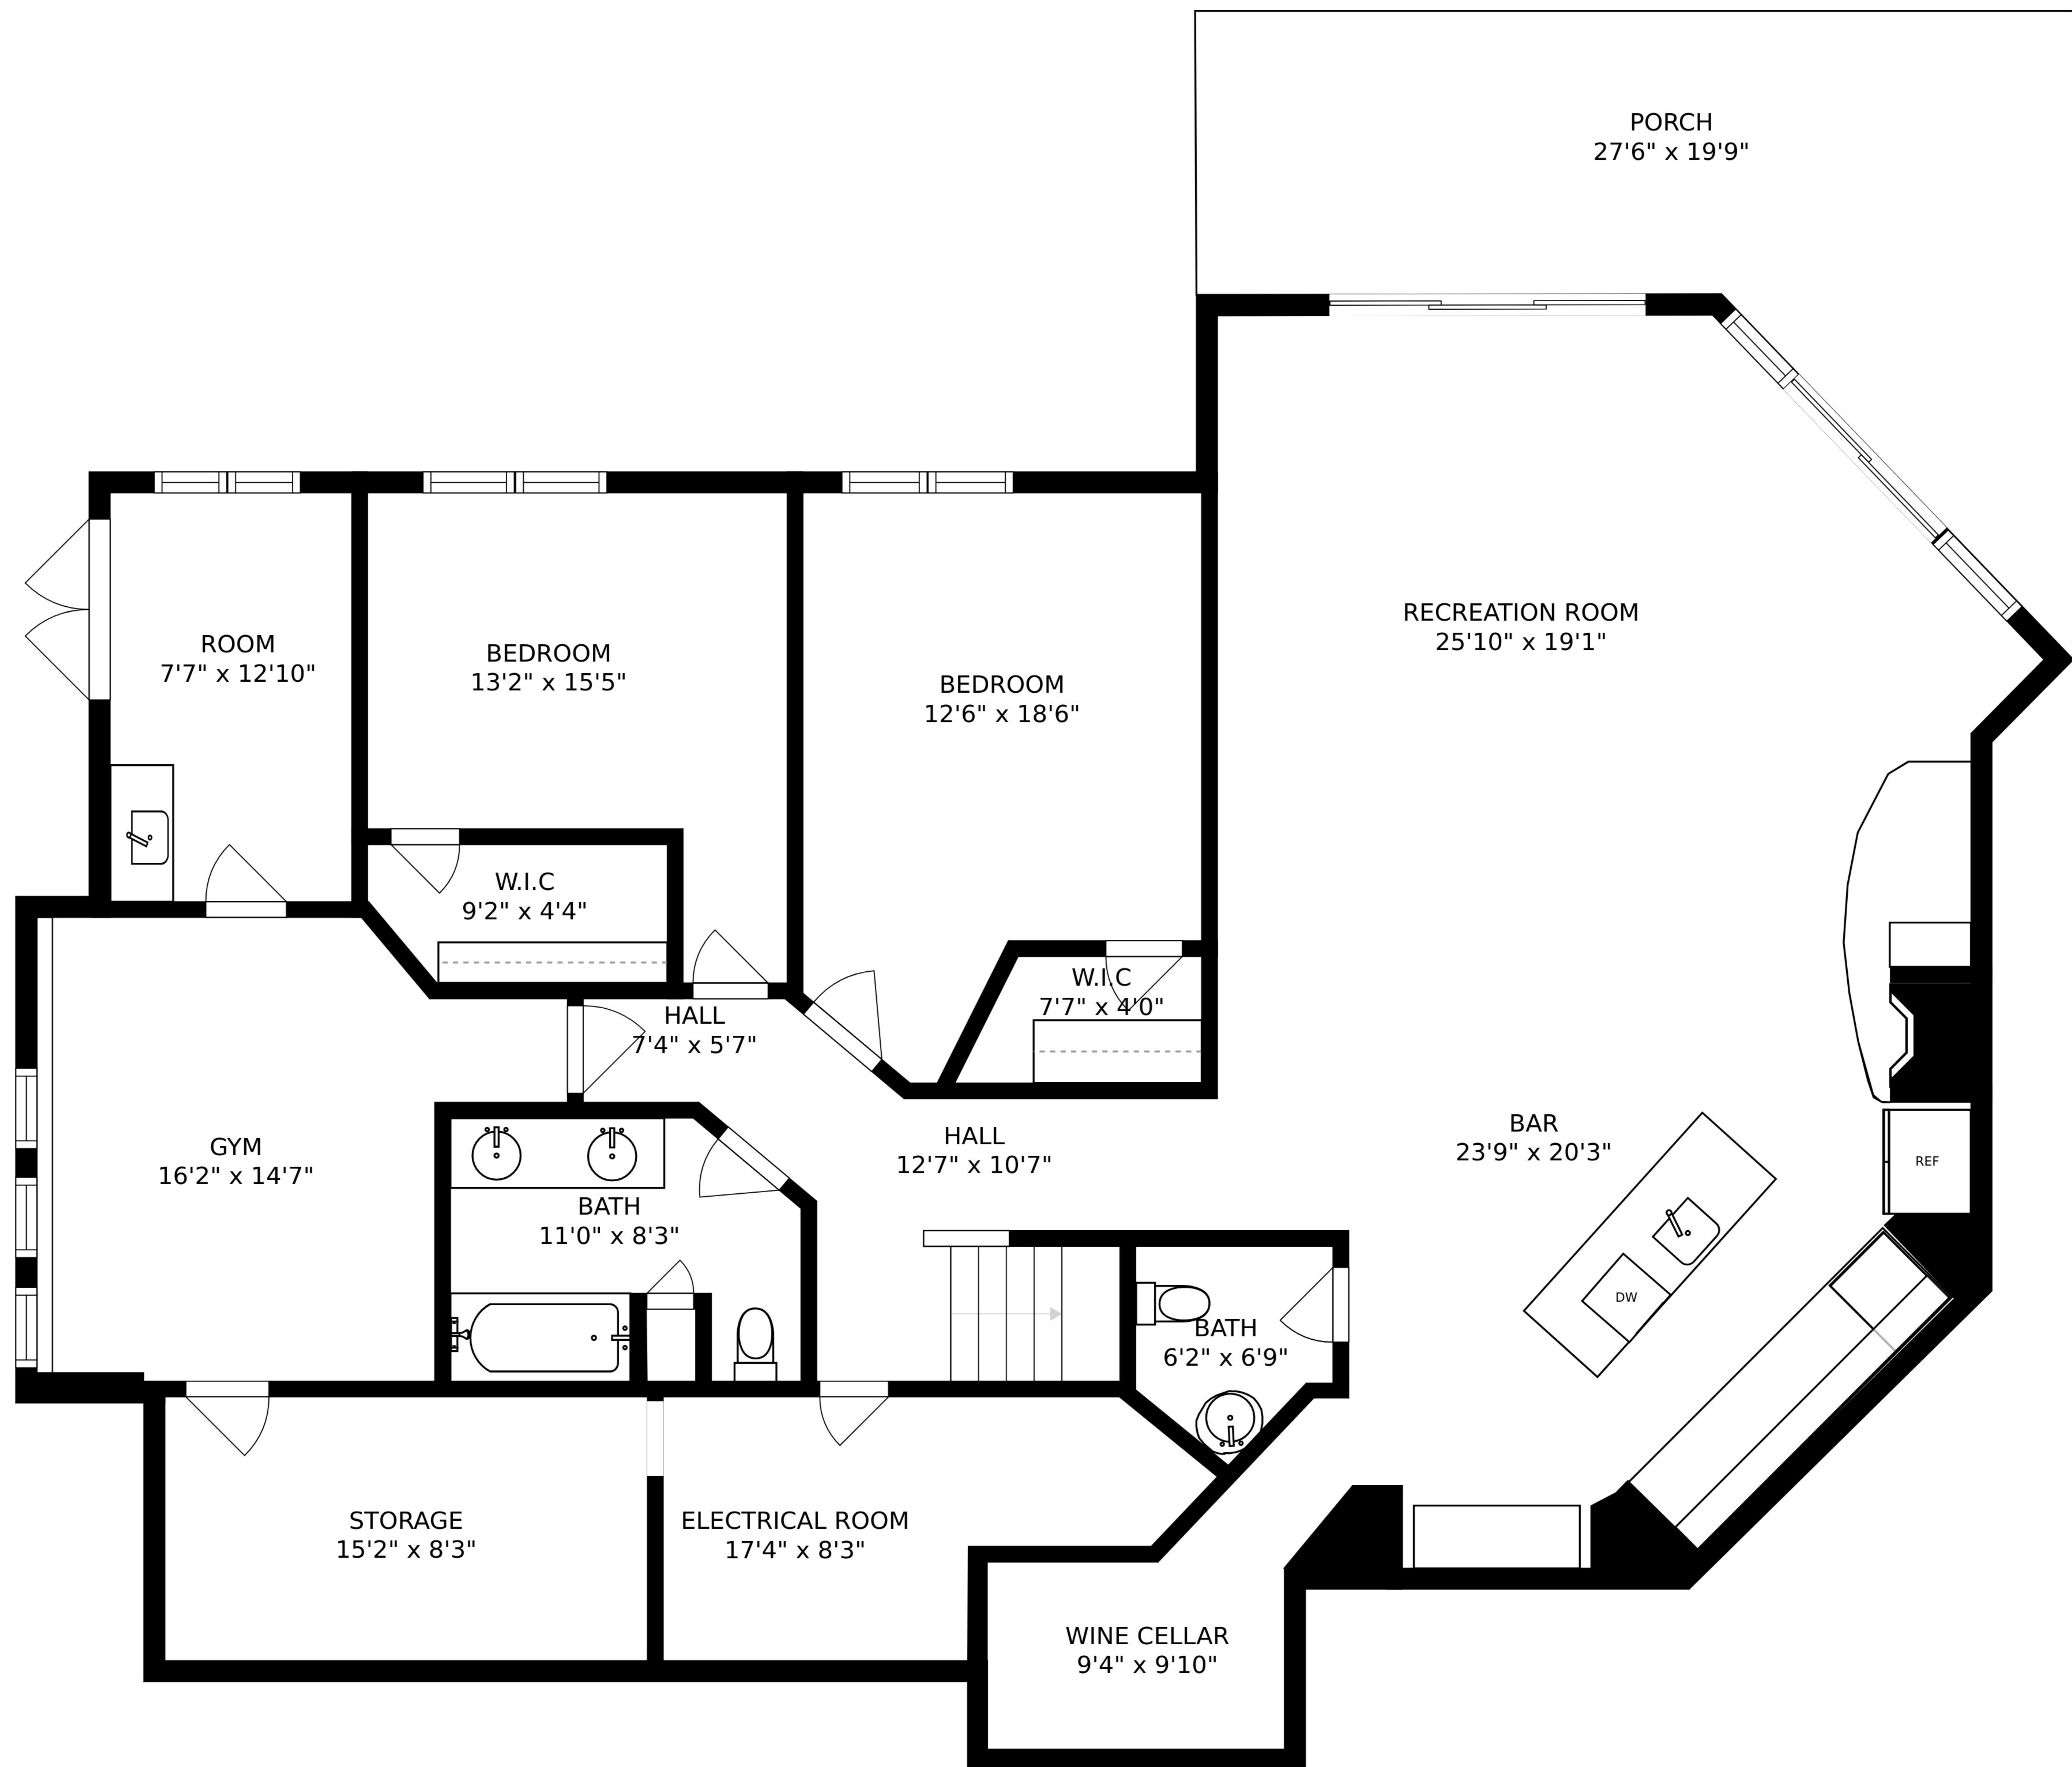 PORCH
27'6" x 19'9"
RECREATION ROOM
25'10" x 19'1"
ROOM
7'7" x 12'10"
BEDROOM
13'2" x 15'5"
BEDROOM
12'6" x 18'6"
W.I.C
9'2" x 4'4"
W.I.C
7'7" x 4'0"
HALL
7'4" x 5'7"
GYM
16'2" x 14'7"
HALL
12'7" x 10'7"
BAR
23'9" x 20'3"
REF
BATH
11'0" x 8'3"
DW
BATH
6'2" x 6'9"
STORAGE
15'2" x 8'3"
ELECTRICAL ROOM
17'4" x 8'3"
WINE CELLAR
9'4" x 9'10"